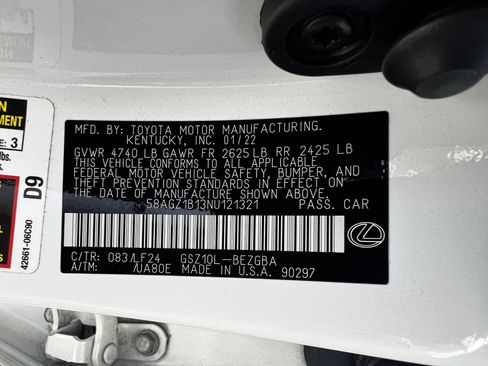 MFD. BY: TOYOTA MOTOR MANUFACTURING.
KENTUCKY, INC. 01/22
GVWR 4740 LB GAWR FR 2625 LB RR 2425 LB
THIS VEHICLE CONFORMS TO ALL APPLICABLE
FEDERAL MOTOR VEHICLE SAFETY, BUMPER, AND
THEFT PREVENTION STANDARDS IN EFFECT ON THE
DATE OF MANUFACTURE SHOWN ABOVE.
58AGZ1B13NU121321 PASS. CAR
C/TR: 083/LF24 GSZ10L-BEZGBA
A/TM: /UA80E MADE IN U.S.A. 90297
EMENT
E: 3
lbs.
D9
42661-06C90